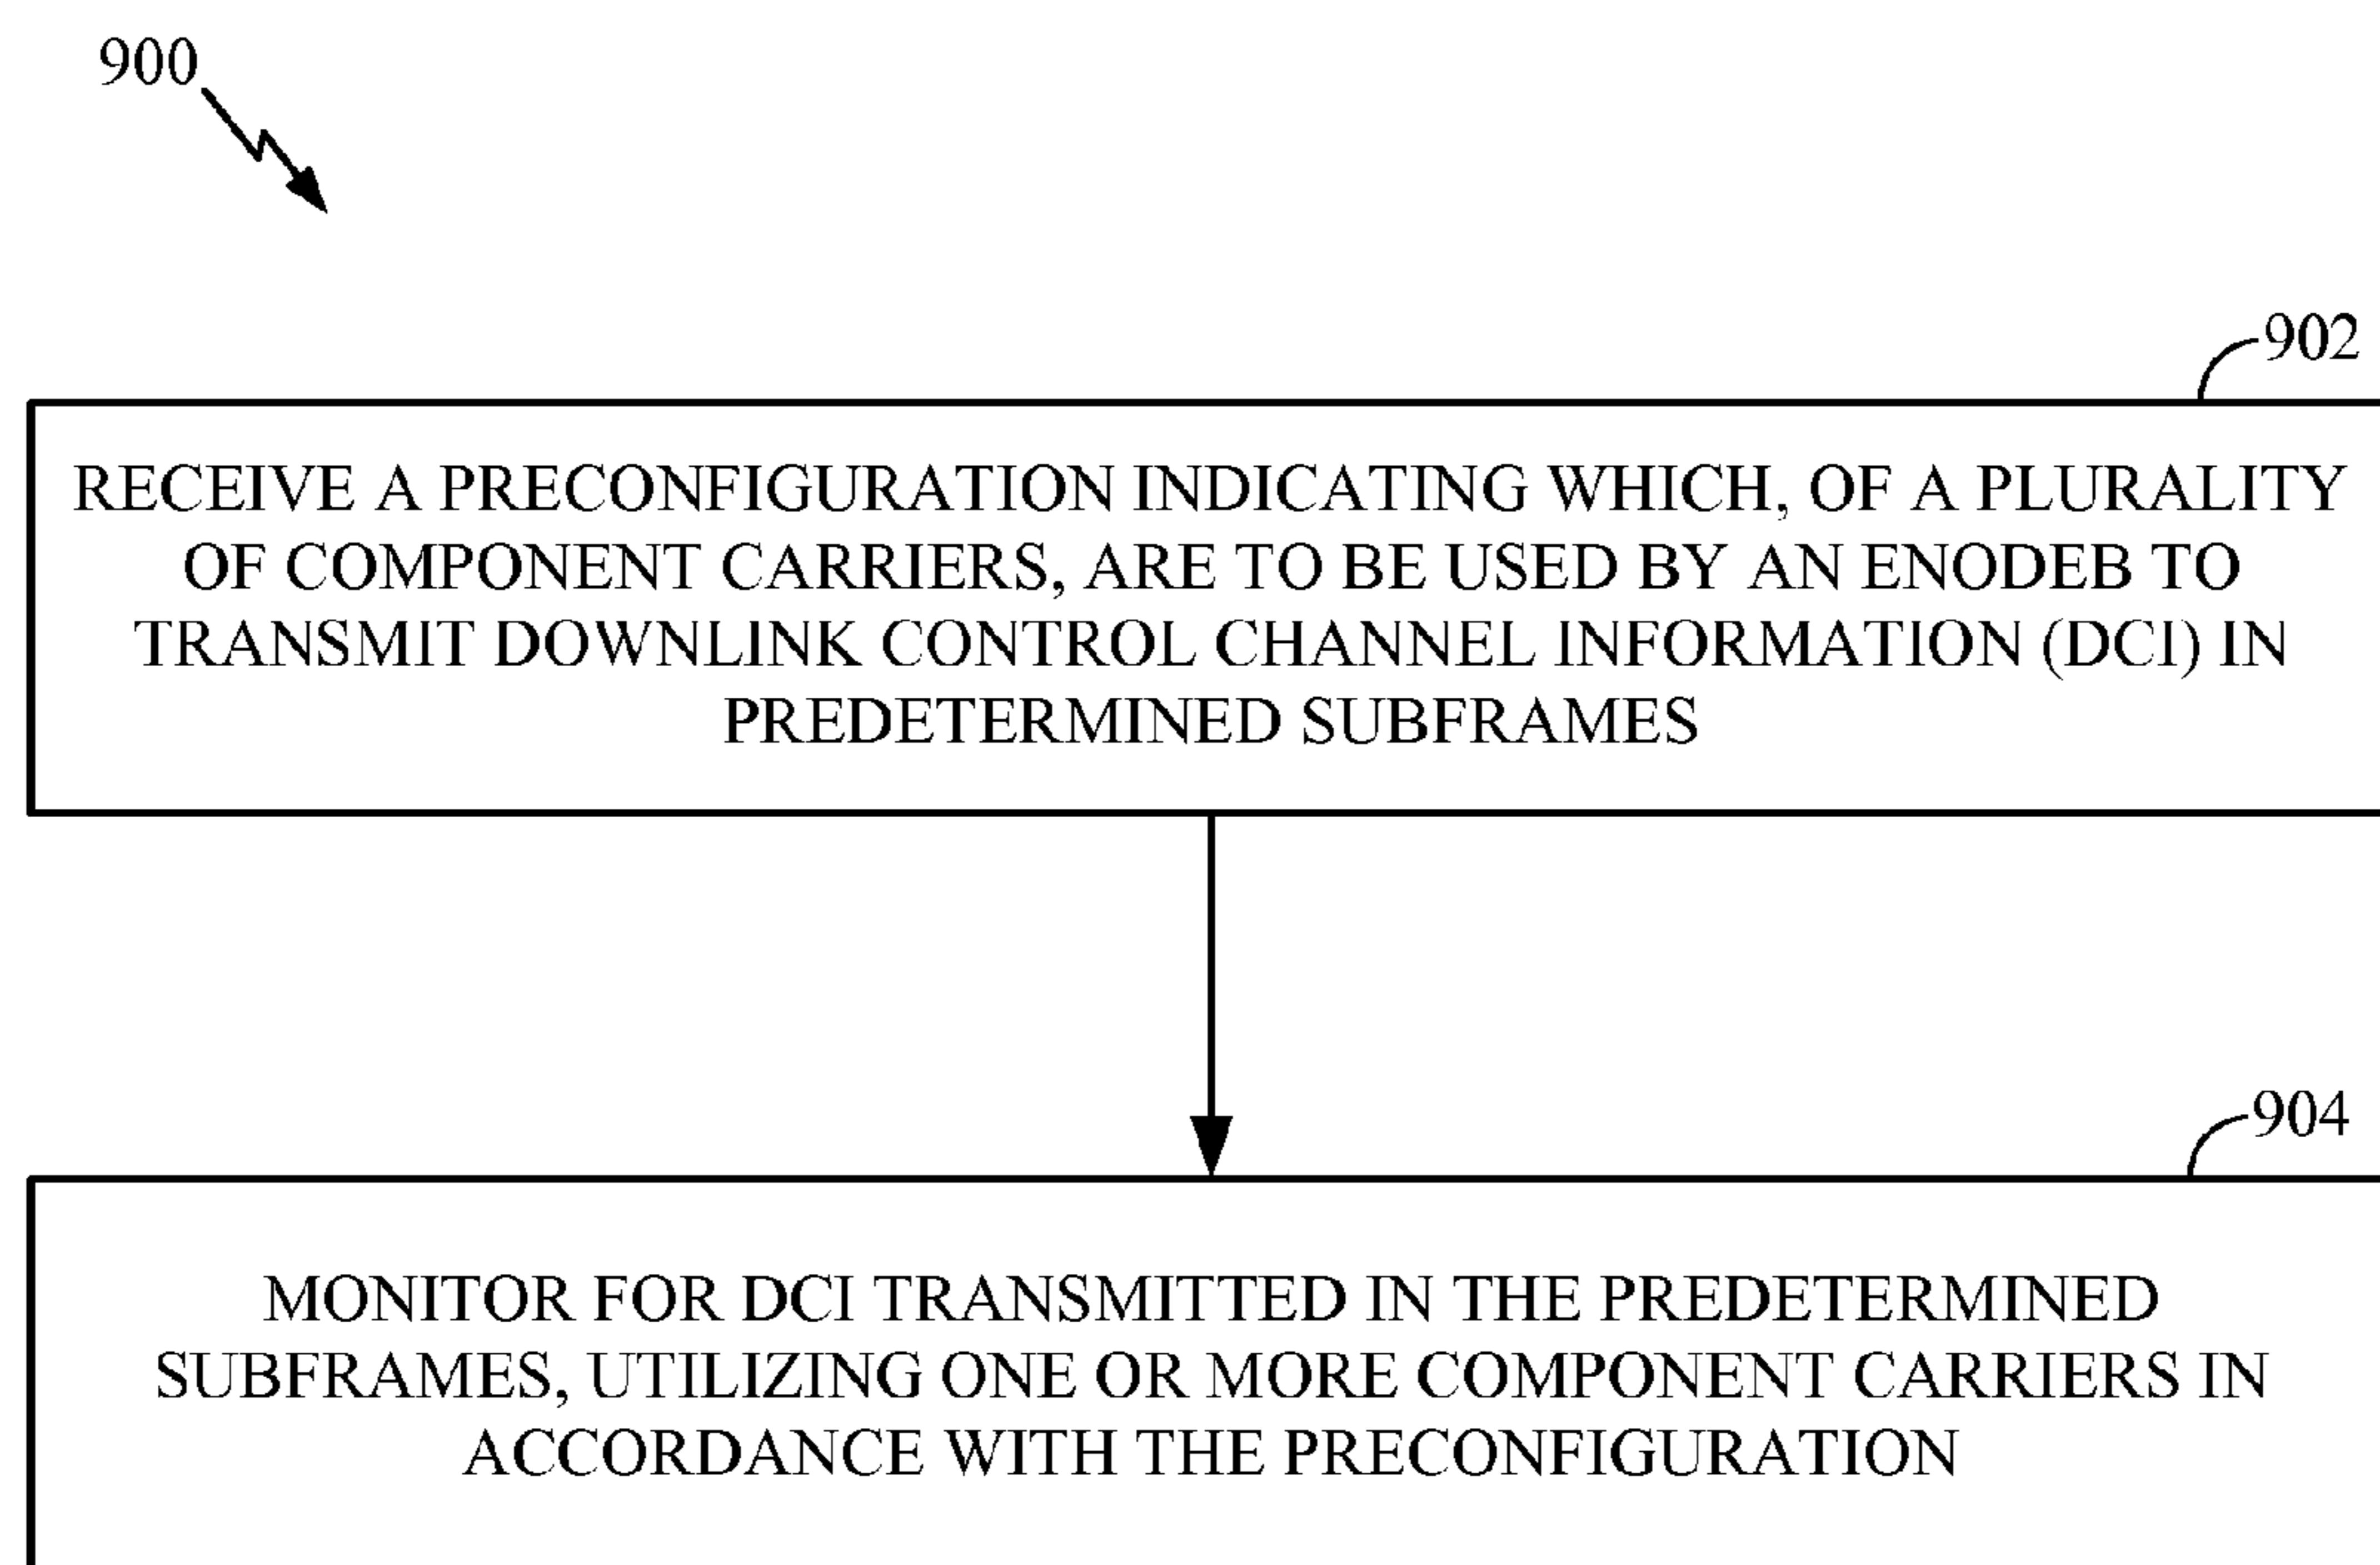 900
902
RECEIVE A PRECONFIGURATION INDICATING WHICH, OF A PLURALITY
OF COMPONENT CARRIERS, ARE TO BE USED BY AN ENODEB TO
TRANSMIT DOWNLINK CONTROL CHANNEL INFORMATION (DCI) IN
PREDETERMINED SUBFRAMES
904
MONITOR FOR DCI TRANSMITTED IN THE PREDETERMINED
SUBFRAMES, UTILIZING ONE OR MORE COMPONENT CARRIERS IN
ACCORDANCE WITH THE PRECONFIGURATION